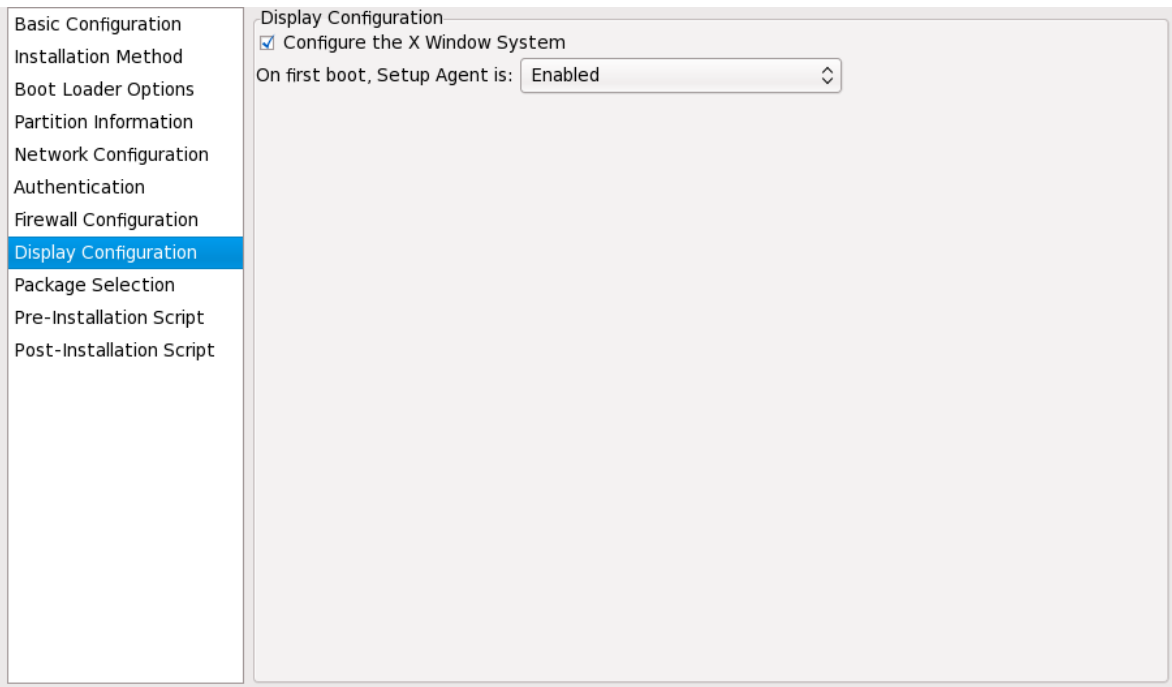 Basic Configuration
Installation Method
Boot Loader Options
Partition Information
Network Configuration
Authentication
Firewall Configuration
Display Configuration
Package Selection
Pre-Installation Script
Post-Installation Script
Display Configuration
Configure the X Window System
On first boot, Setup Agent is: Enabled